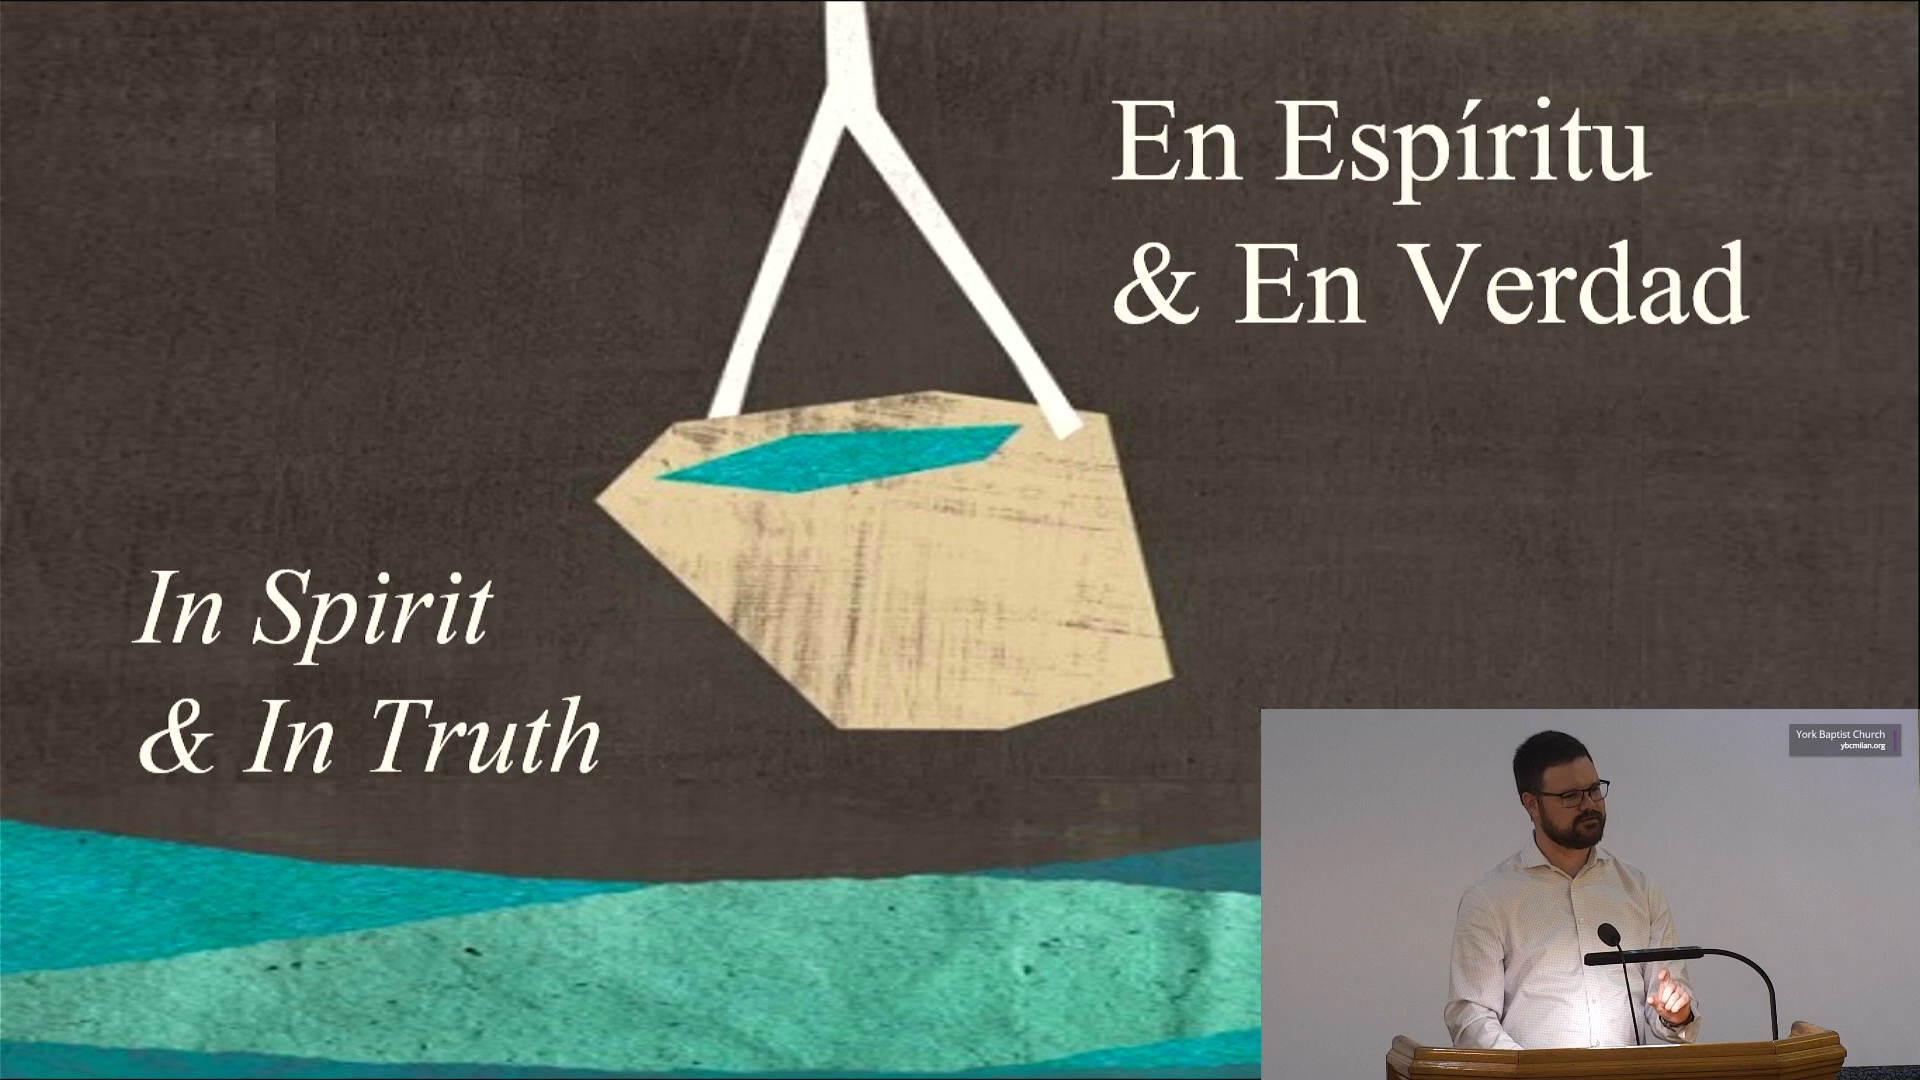 En Espíritu
& En Verdad
In Spirit
& In Truth
York Baptist Church
ybcmilan.org